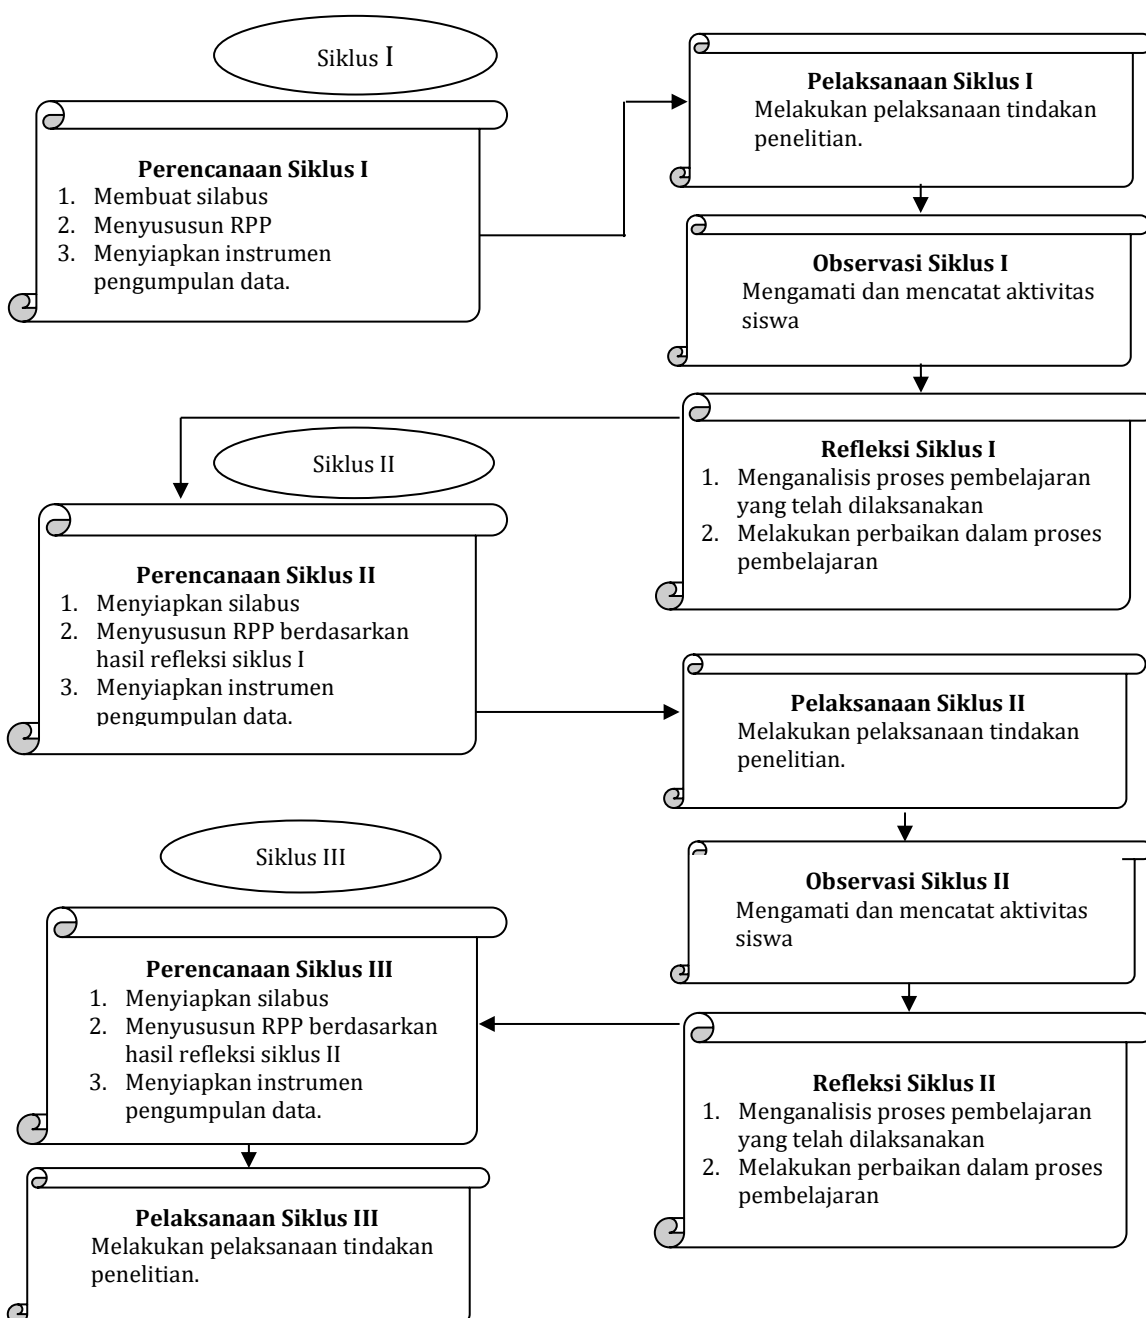 Siklus I
Perencanaan Siklus I
1. Membuat silabus
2. Menyususun RPP
3. Menyiapkan instrumen
pengumpulan data.
Pelaksanaan Siklus I
Melakukan pelaksanaan tindakan
penelitian.
Observasi Siklus I
Mengamati dan mencatat aktivitas
siswa
Refleksi Siklus I
1. Menganalisis proses pembelajaran
yang telah dilaksanakan
2. Melakukan perbaikan dalam proses
pembelajaran
Siklus II
Perencanaan Siklus II
1. Menyiapkan silabus
2. Menyususun RPP berdasarkan
hasil refleksi siklus I
3. Menyiapkan instrumen
pengumpulan data.
Pelaksanaan Siklus II
Melakukan pelaksanaan tindakan
penelitian.
Observasi Siklus II
Mengamati dan mencatat aktivitas
siswa
Refleksi Siklus II
1. Menganalisis proses pembelajaran
yang telah dilaksanakan
2. Melakukan perbaikan dalam proses
pembelajaran
Siklus III
Perencanaan Siklus III
1. Menyiapkan silabus
2. Menyususun RPP berdasarkan
hasil refleksi siklus II
3. Menyiapkan instrumen
pengumpulan data.
Pelaksanaan Siklus III
Melakukan pelaksanaan tindakan
penelitian.